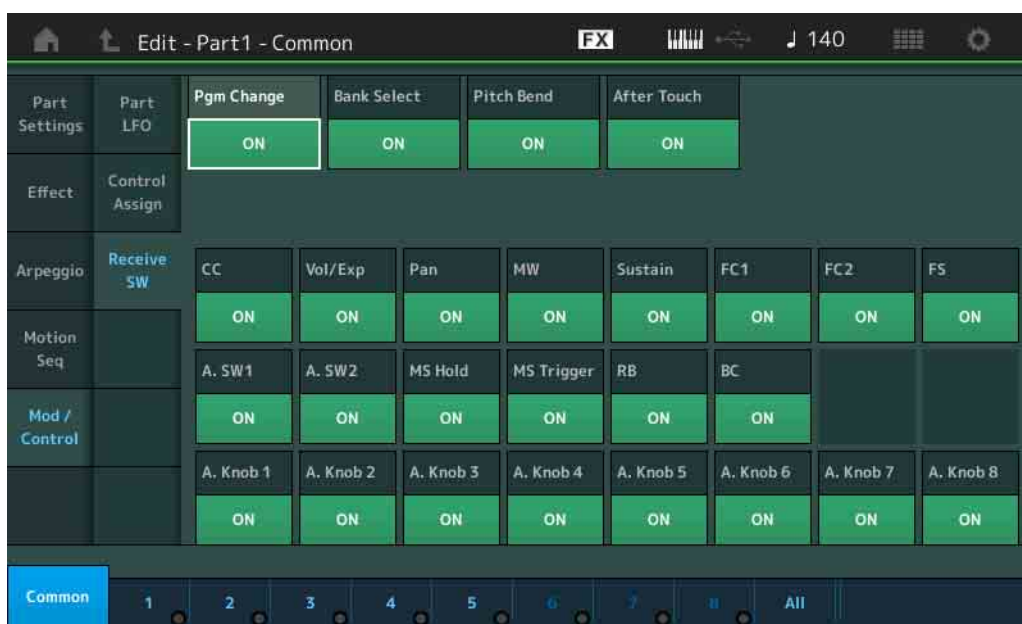 Edit - Part1 - Common
FX
140
Part Settings
Part LFO
Pgm Change
Bank Select
Pitch Bend
After Touch
ON
ON
ON
ON
Effect
Control Assign
Arpeggio
Receive SW
CC
Vol/Exp
Pan
MW
Sustain
FC1
FC2
FS
ON
ON
ON
ON
ON
ON
ON
ON
Motion Seq
A. SW1
A. SW2
MS Hold
MS Trigger
RB
BC
Mod / Control
ON
ON
ON
ON
ON
ON
A. Knob 1
A. Knob 2
A. Knob 3
A. Knob 4
A. Knob 5
A. Knob 6
A. Knob 7
A. Knob 8
ON
ON
ON
ON
ON
ON
ON
ON
Common
1
2
3
4
5
6
7
8
All